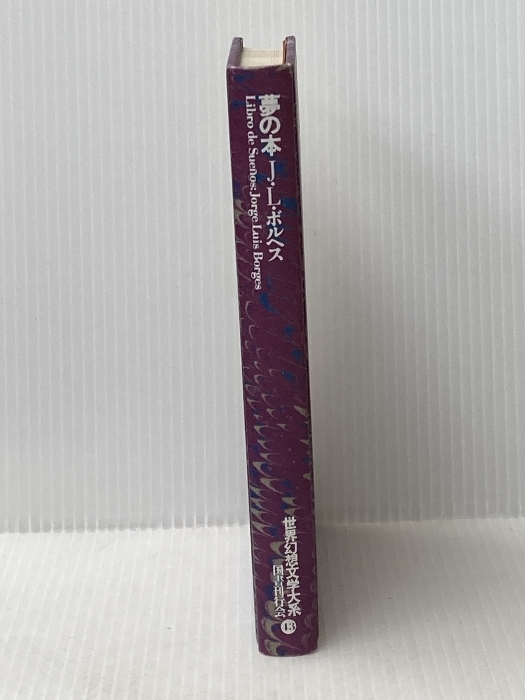 夢の本 J・L・ボルヘス
Libro de Sueños: Jorge Luis Borges
世界幻想文学大系 43
国書刊行会